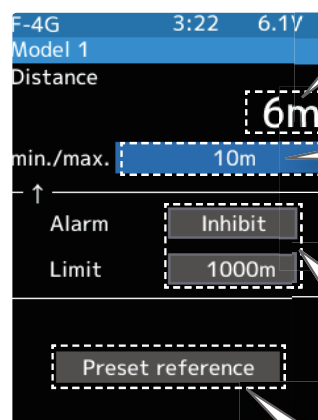 F-4G 3:22 6.1V
Model 1
Distance
6m
min./max. 10m
↑
Alarm Inhibit
Limit 1000m
Preset reference